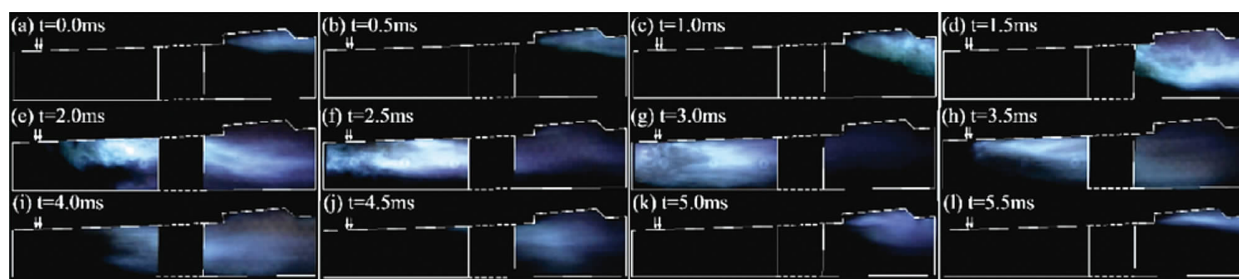 (a) t=0.0ms
(b) t=0.5ms
(c) t=1.0ms
(d) t=1.5ms
(e) t=2.0ms
(f) t=2.5ms
(g) t=3.0ms
(h) t=3.5ms
(i) t=4.0ms
(j) t=4.5ms
(k) t=5.0ms
(l) t=5.5ms